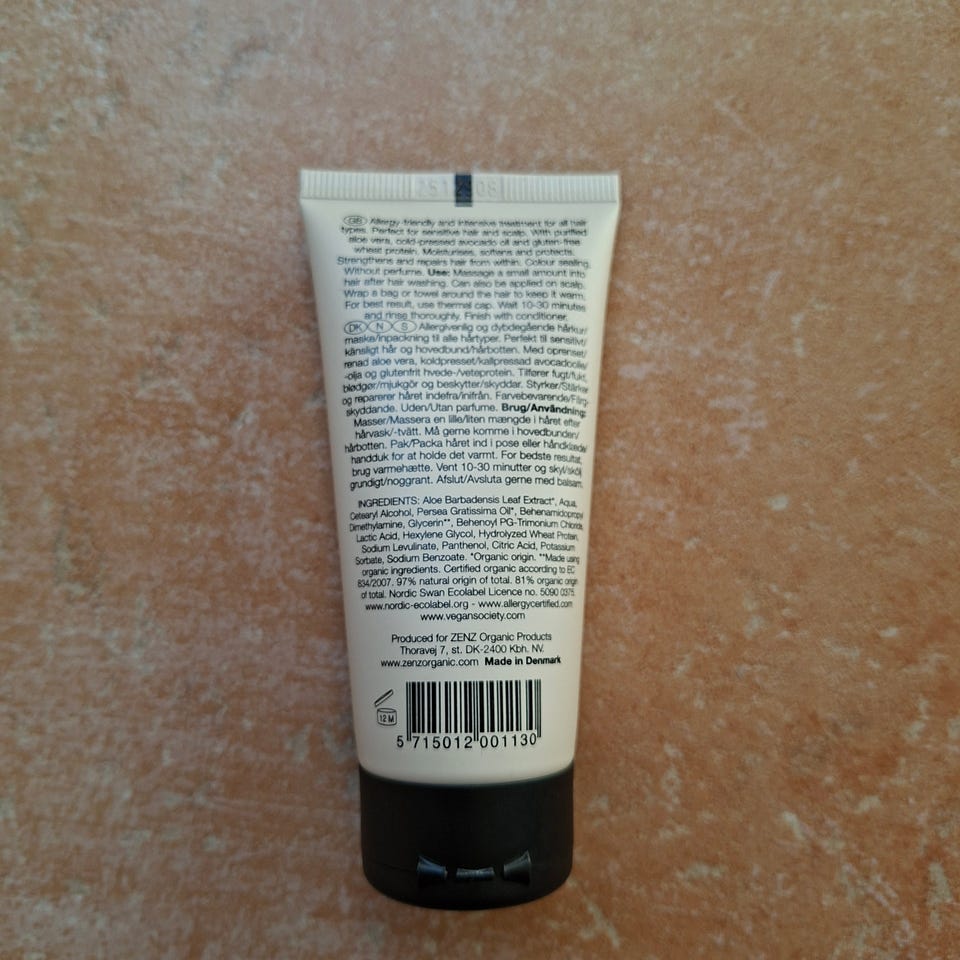 GB Allergy-friendly and intensive treatment for all hair
types. Perfect for sensitive hair and scalp. With purified
aloe vera, cold-pressed avocado oil and gluten-free
wheat protein. Moisturises, softens and protects.
Strengthens and repairs hair from within. Colour sealing.
Without perfume. Use: Massage a small amount into
hair after hair washing. Can also be applied on scalp.
Wrap a bag or towel around the hair to keep it warm.
For best result, use thermal cap. Wait 10-30 minutes
and rinse thoroughly. Finish with conditioner.
DK N S Allergivenlig og dybdegående hårkur/
maske/inpackning til alle hårtyper. Perfekt til sensitivt/
känsligt hår og hovedbund/hårbotten. Med oprenset/
renad aloe vera, koldpresset/kallpressad avocadoolie/
-olja og glutenfrit hvede-/veteprotein. Tilfører fugt/fukt,
blødgør/mjukgör og beskytter/skyddar. Styrker/Stärker
og reparerer håret indefra/inifrån. Farvebevarende/Färg-
skyddande. Uden/Utan parfume. Brug/Användning:
Masser/Massera en lille/liten mængde i håret efter
hårvask/-tvätt. Må gerne komme i hovedbunden/
hårbotten. Pak/Packa håret ind i pose eller håndklæde/
handduk for at holde det varmt. For bedste resultat,
brug varmehætte. Vent 10-30 minutter og skyl/skölj
grundigt/noggrant. Afslut/Avsluta gerne med balsam.
INGREDIENTS: Aloe Barbadensis Leaf Extract*, Aqua,
Cetearyl Alcohol, Persea Gratissima Oil*, Behenamidopropyl
Dimethylamine, Glycerin**, Behenoyl PG-Trimonium Chloride,
Lactic Acid, Hexylene Glycol, Hydrolyzed Wheat Protein,
Sodium Levulinate, Panthenol, Citric Acid, Potassium
Sorbate, Sodium Benzoate. *Organic origin. **Made using
organic ingredients. Certified organic according to EC
834/2007. 97% natural origin of total. 81% organic origin
of total. Nordic Swan Ecolabel Licence no. 5090 0375.
www.nordic-ecolabel.org - www.allergycertified.com
www.vegansociety.com
Produced for ZENZ Organic Products
Thoravej 7, st. DK-2400 Kbh. NV.
www.zenzorganic.com Made in Denmark
12 M
5 715012 001130